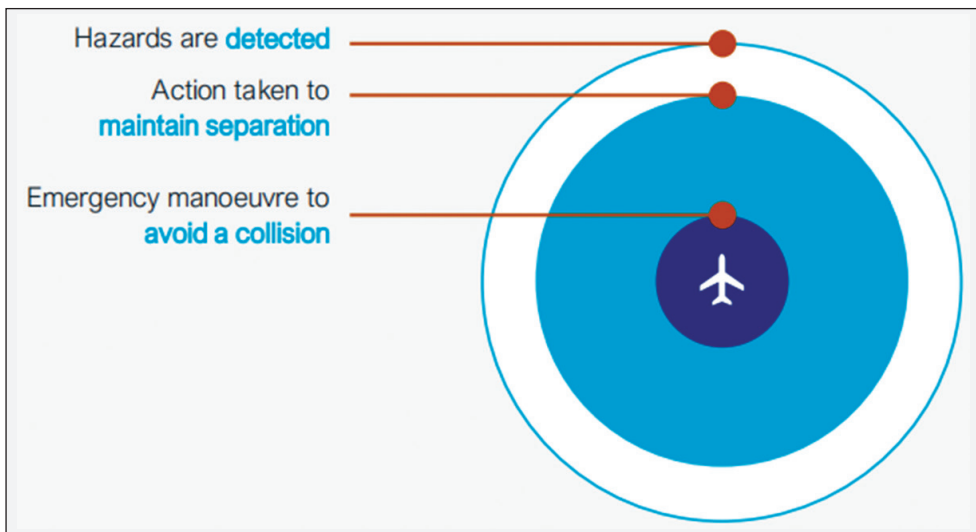 Hazards are detected
Action taken to
maintain separation
Emergency manoeuvre to
avoid a collision